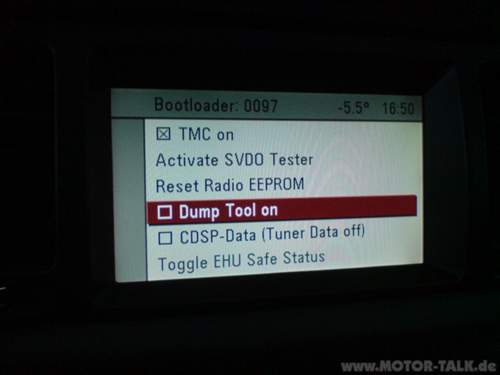 Bootloader: 0097 -5.5° 16:50
TMC on
Activate SVDO Tester
Reset Radio EEPROM
Dump Tool on
CDSP-Data (Tuner Data off)
Toggle EHU Safe Status
www.MOTOR-TALK.de